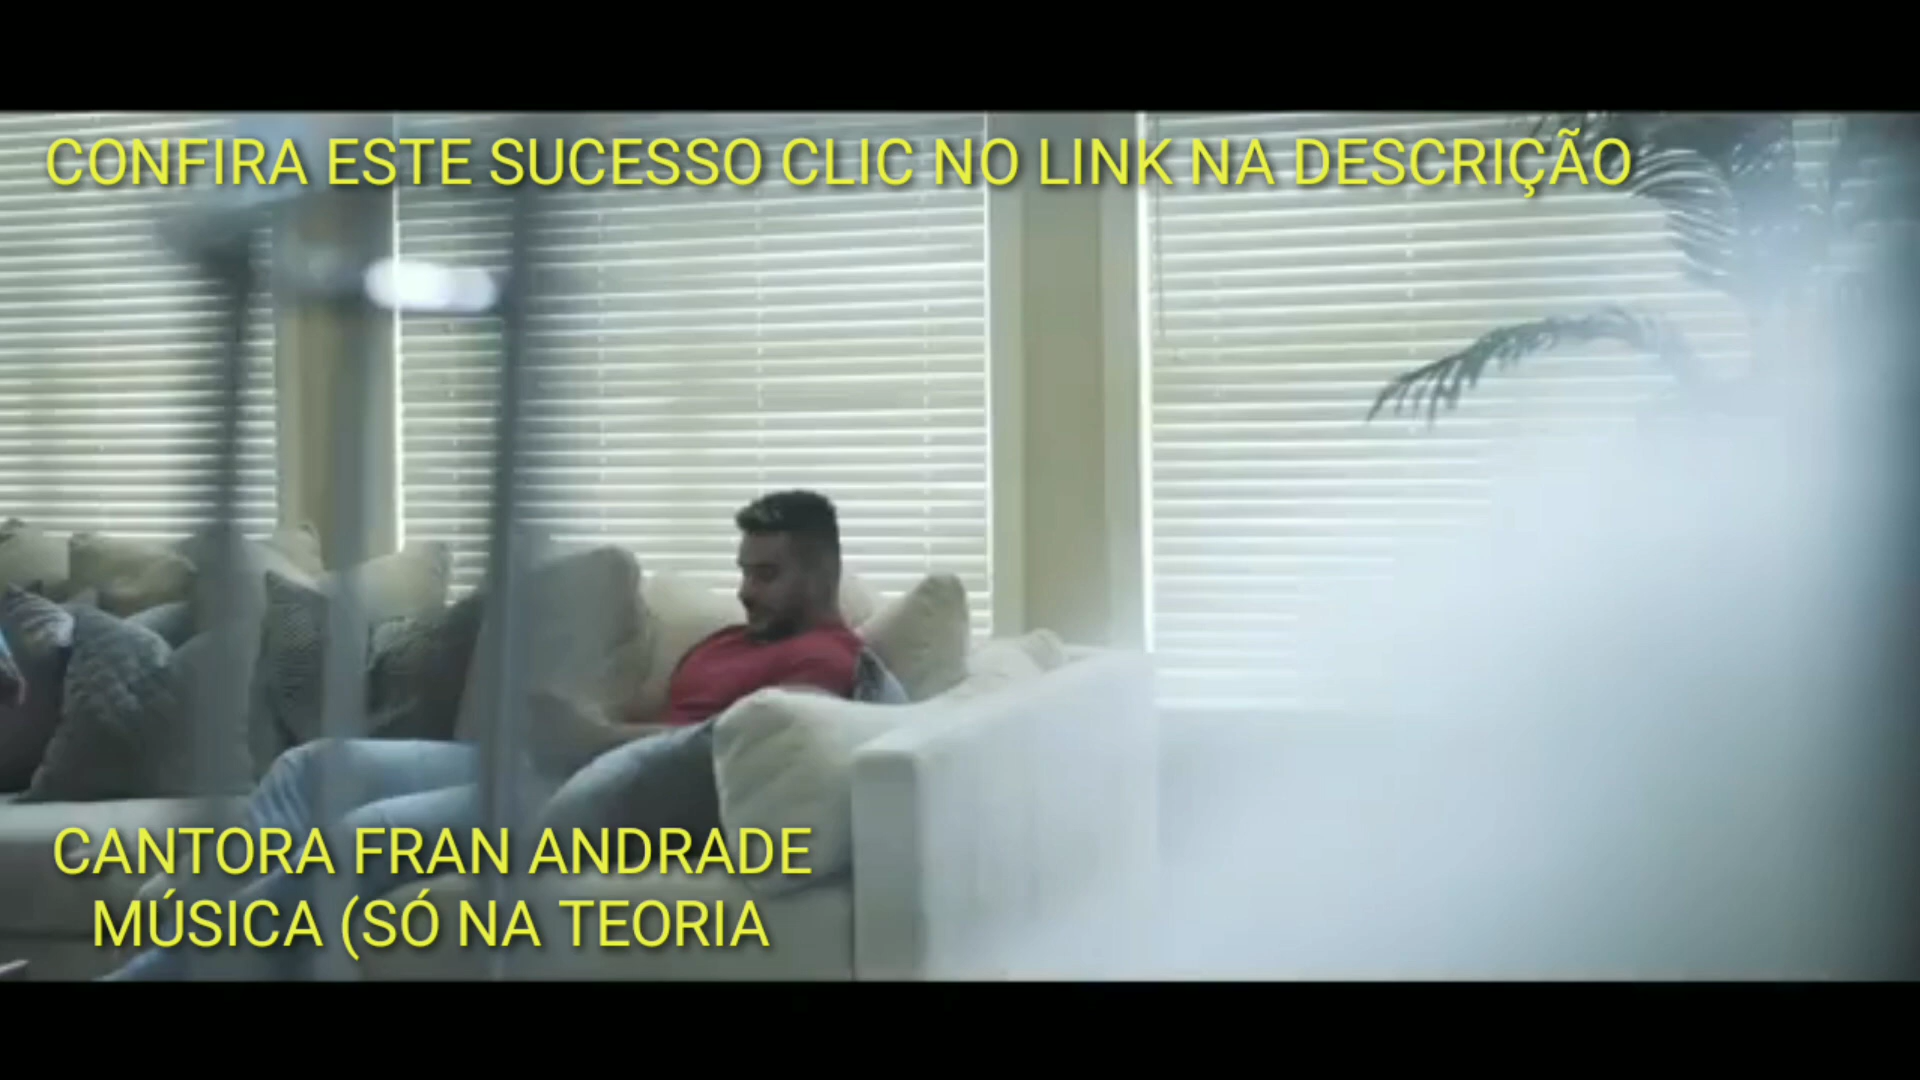 CONFIRA ESTE SUCESSO CLIC NO LINK NA DESCRIÇÃO
CANTORA FRAN ANDRADE
MÚSICA (SÓ NA TEORIA